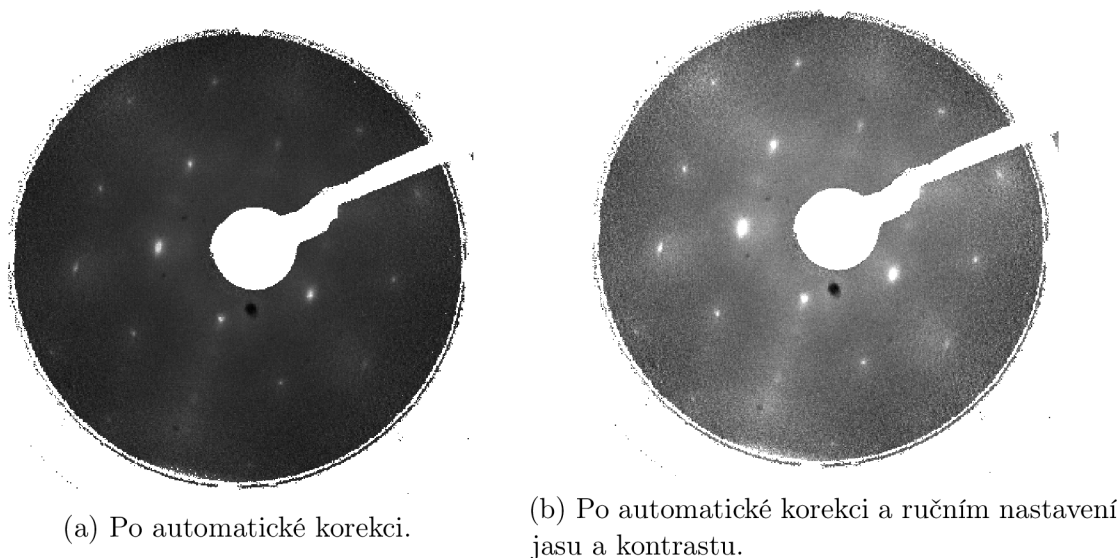 (a) Po automatické korekci.
(b) Po automatické korekci a ručním nastavení
jasu a kontrastu.